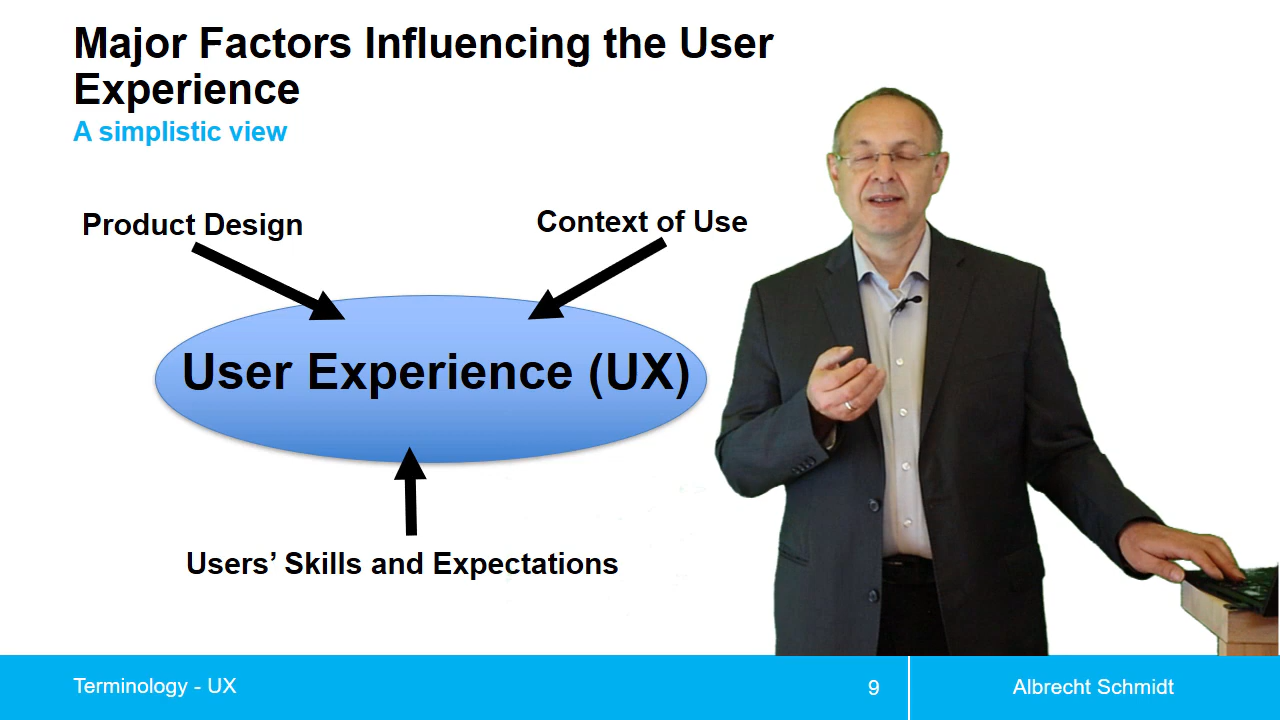 Major Factors Influencing the User
Experience
A simplistic view
Product Design
Context of Use
User Experience (UX)
Users’ Skills and Expectations
Terminology - UX
9
Albrecht Schmidt